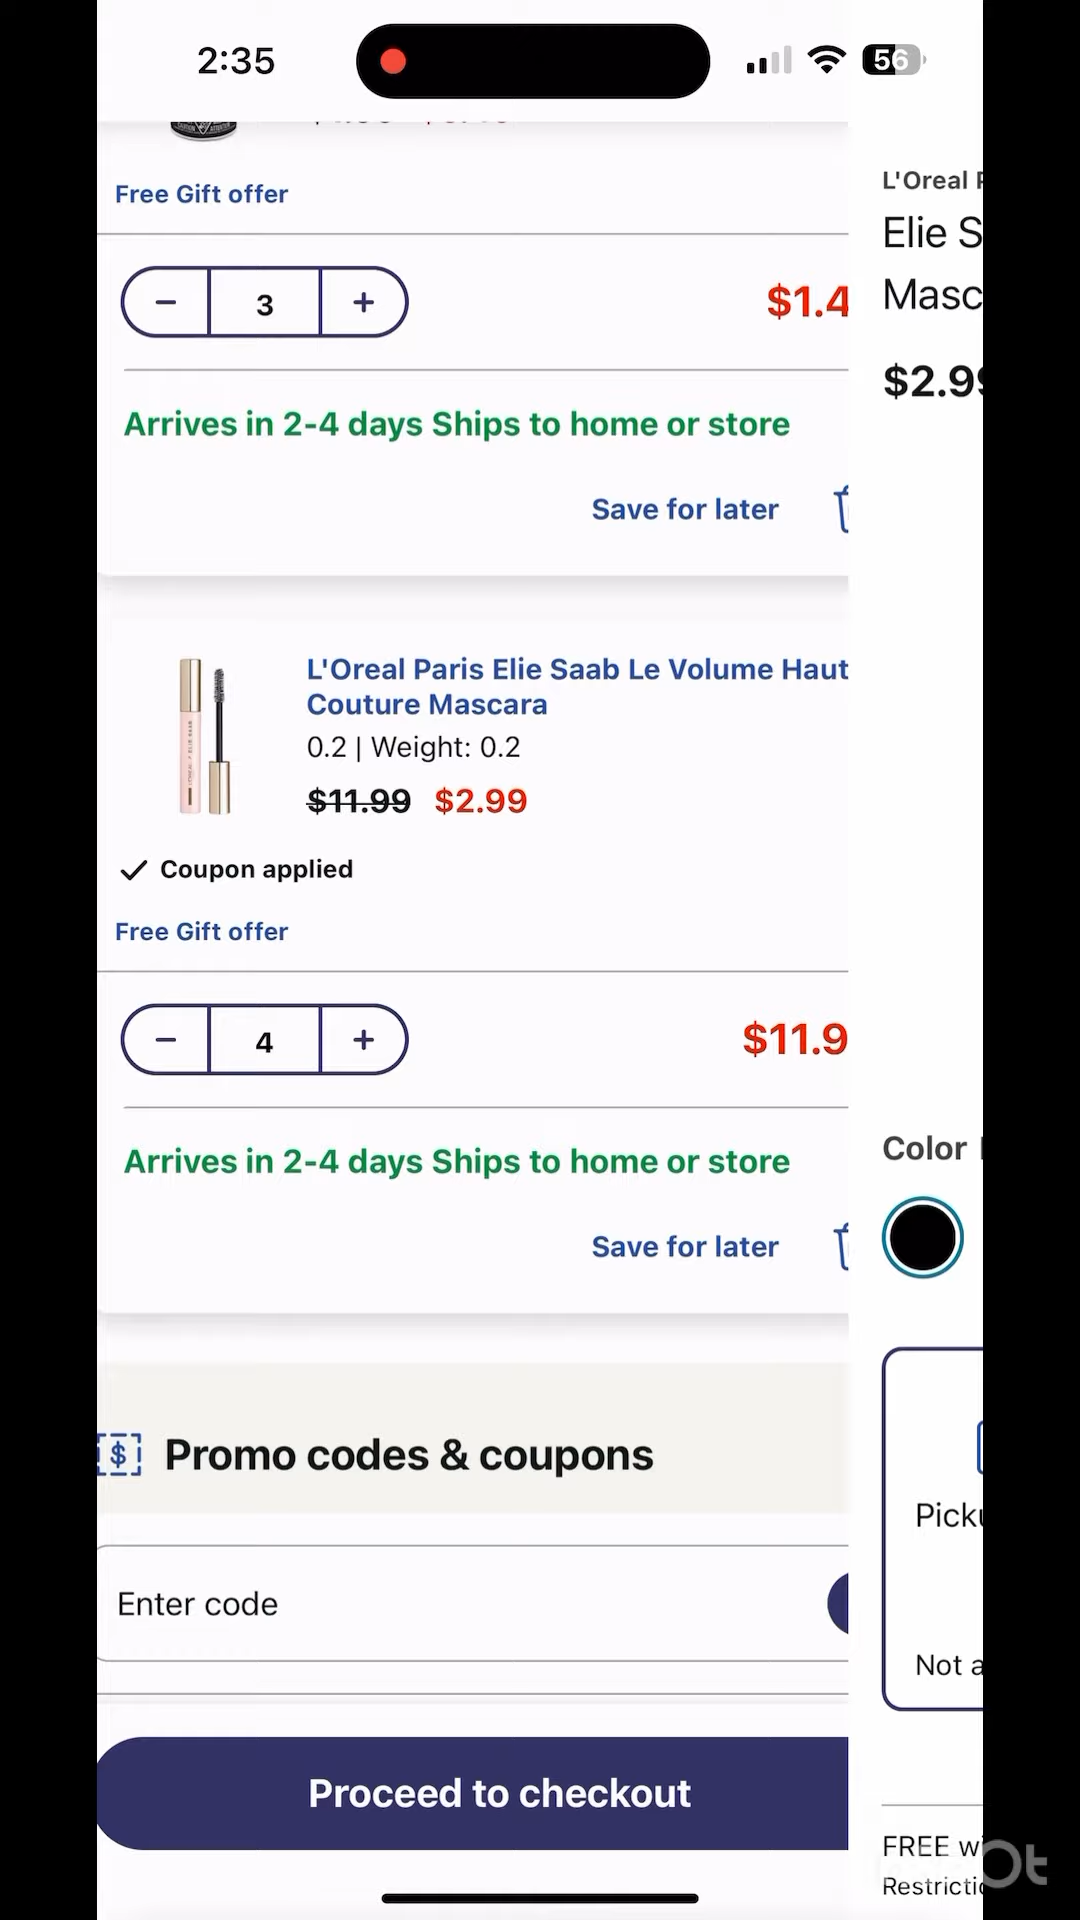 2:35
56
Free Gift offer
3
$1.4
Arrives in 2-4 days Ships to home or store
Save for later
L'Oreal Paris Elie Saab Le Volume Haut
Couture Mascara
0.2 | Weight: 0.2
$11.99 $2.99
Coupon applied
Free Gift offer
4
$11.9
Arrives in 2-4 days Ships to home or store
Save for later
$ Promo codes & coupons
Enter code
Proceed to checkout
L'Oreal
Elie S
Masc
$2.99
Color
Pick
Not a
FREE w
Restricti